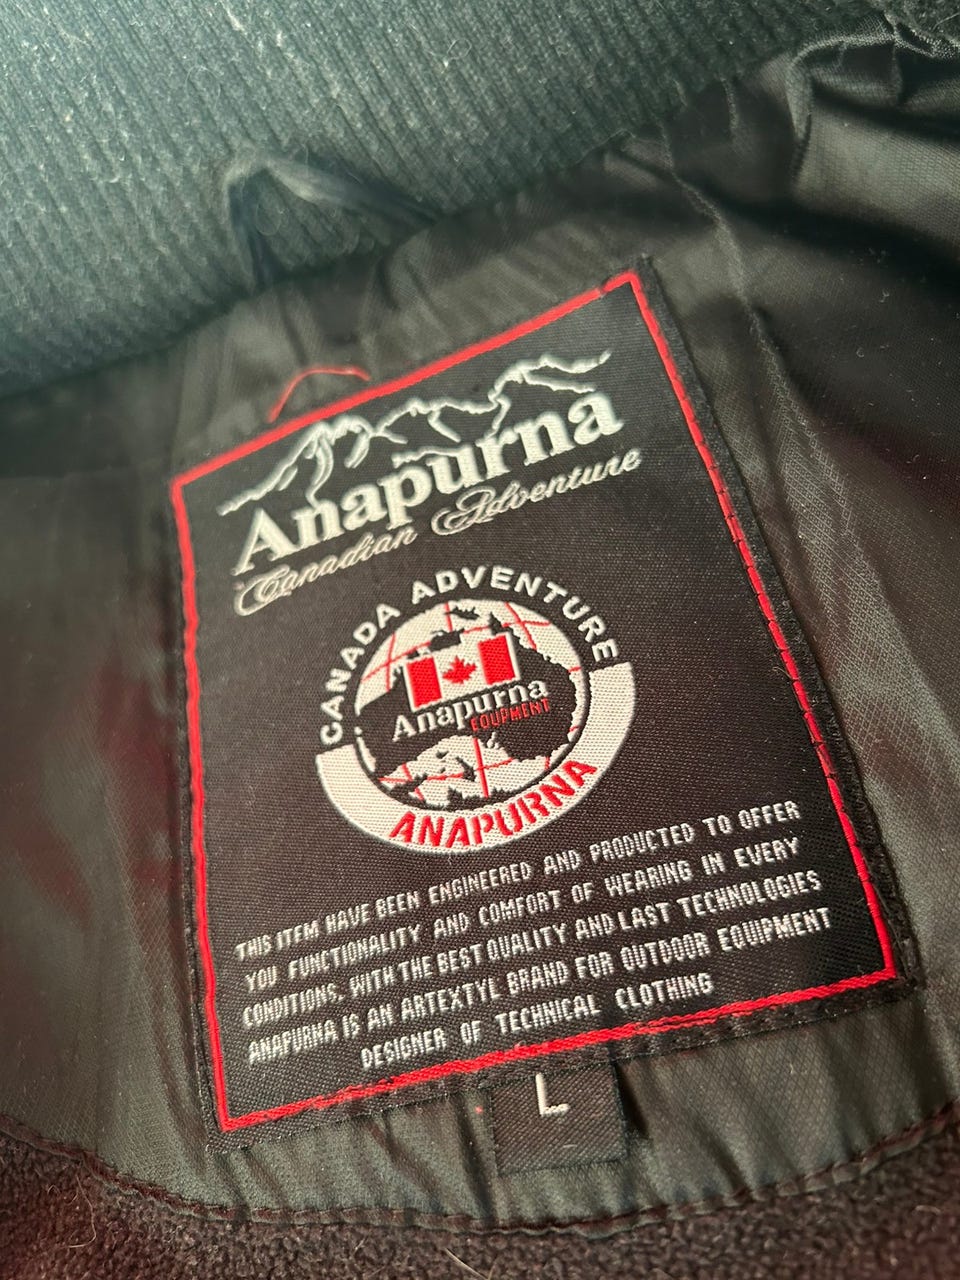 Anapürna
Canadian Adventure
CANADA ADVENTURE
Anapurna
EQUPMENT
ANAPURNA
THIS ITEM HAVE BEEN ENGINEERED AND PRODUCTED TO OFFER
YOU FUNCTIONALITY AND COMFORT OF WEARING IN EVERY
CONDITIONS. WITH THE BEST QUALITY AND LAST TECHNOLOGIES
ANAPURNA IS AN ARTEXTYL BRAND FOR OUTDOOR EQUIPMENT
DESIGNER OF TECHNICAL CLOTHING
L